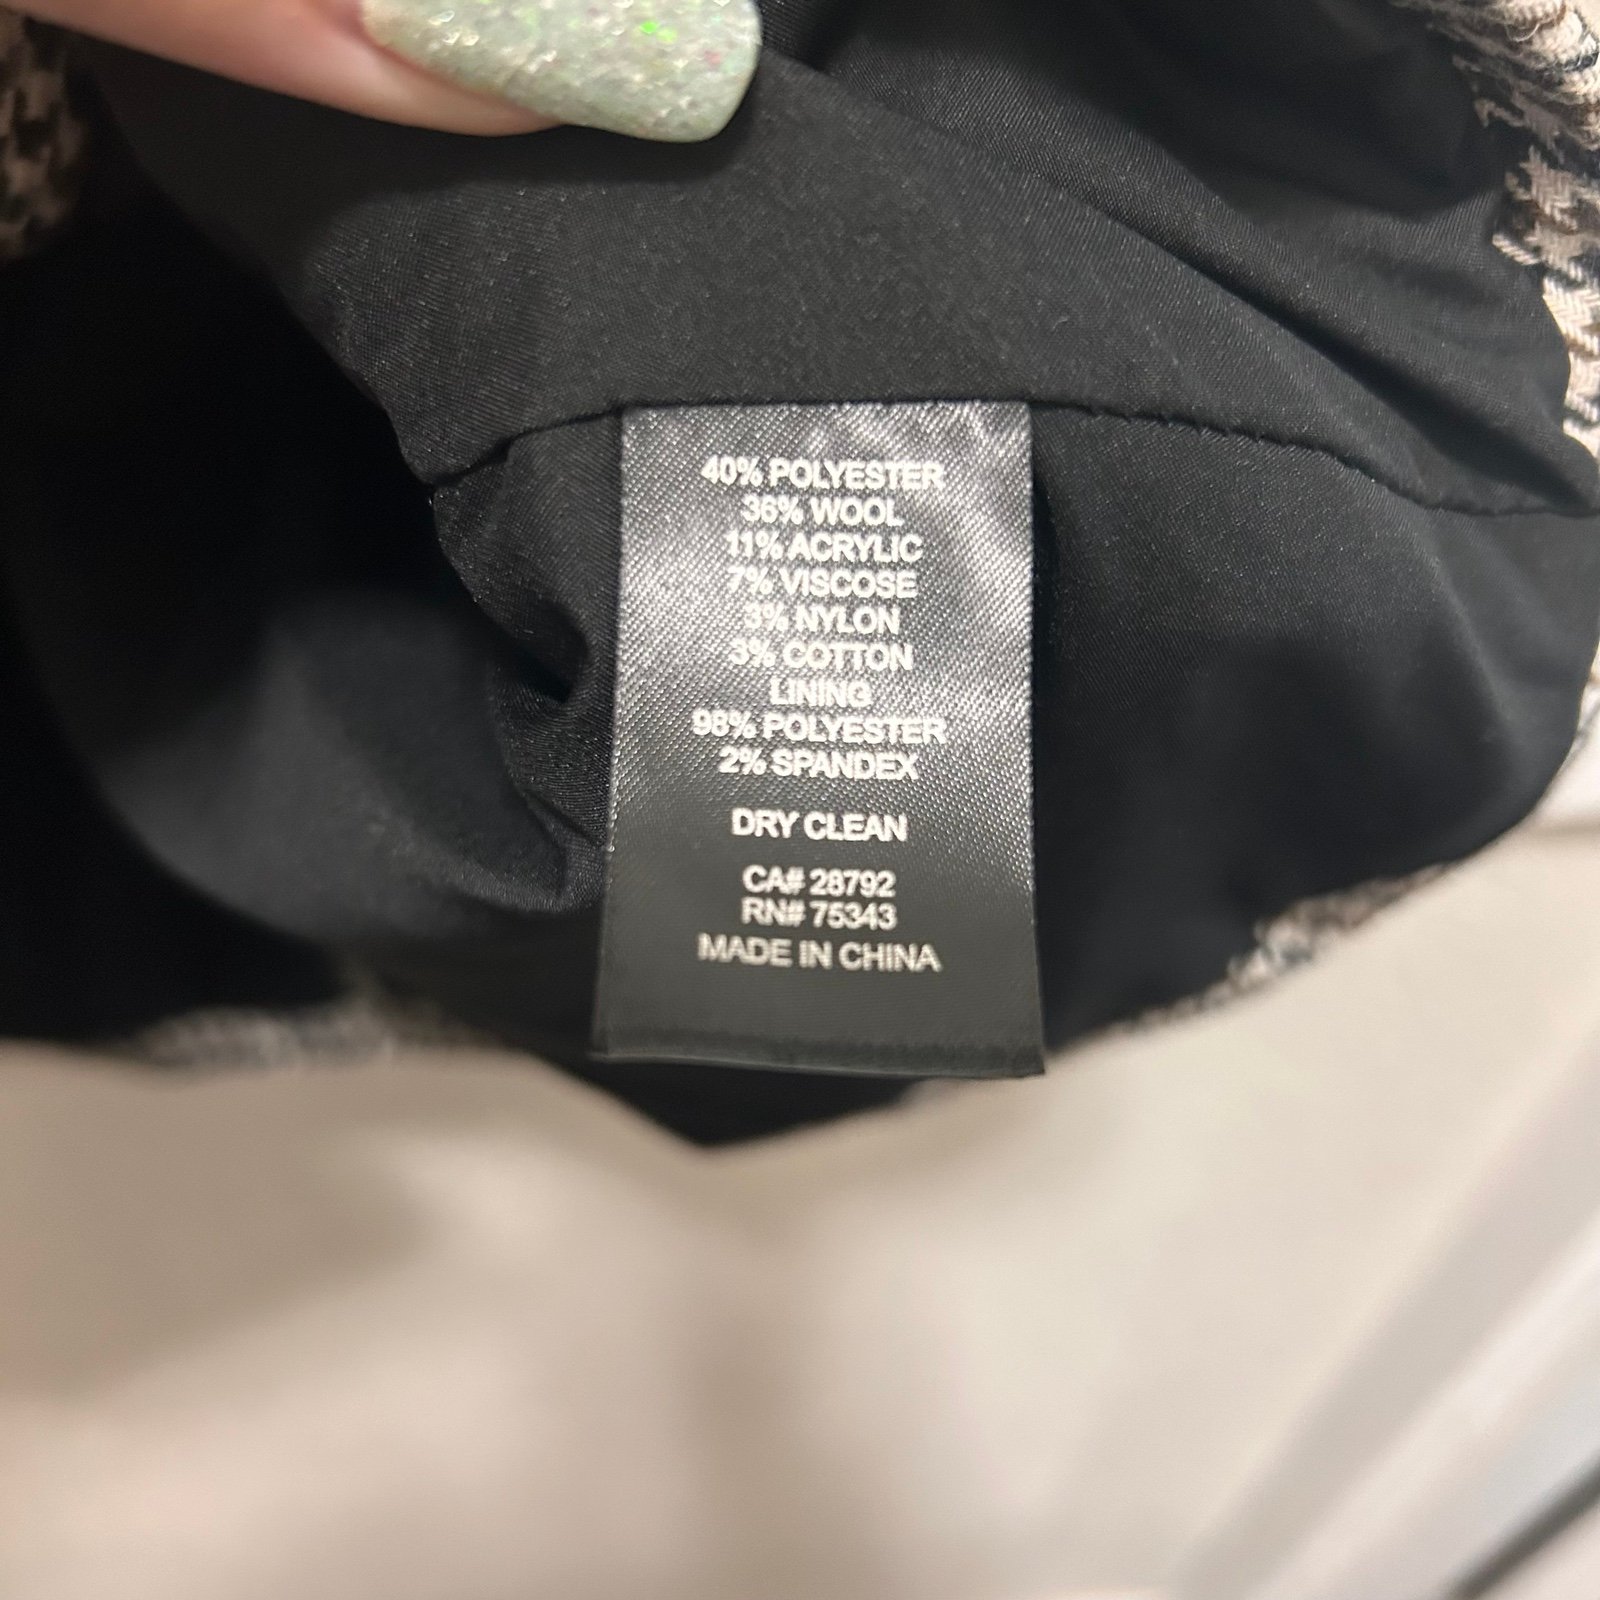 40% POLYESTER
36% WOOL
11% ACRYLIC
7% VISCOSE
3% NYLON
3% COTTON
LINING
98% POLYESTER
2% SPANDEX
DRY CLEAN
CA# 28792
RN# 75343
MADE IN CHINA